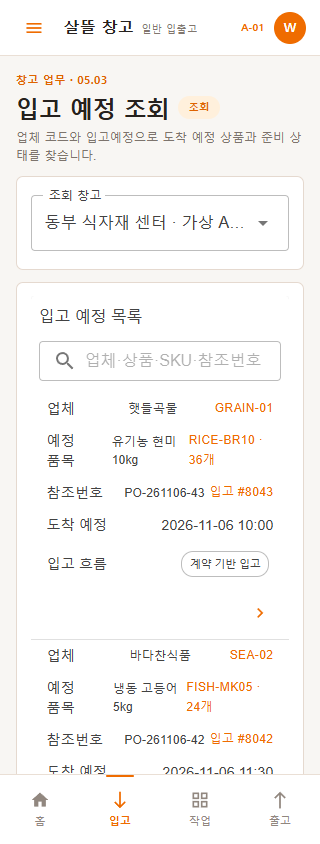 살뜰 창고 일반 입출고 A-01 W
창고 업무 · 05.03
입고 예정 조회 조회
업체 코드와 입고예정으로 도착 예정 상품과 준비 상
태를 찾습니다.
조회 창고
동부 식자재 센터 · 가상 A...
입고 예정 목록
업체·상품·SKU·참조번호
업체 햇들곡물 GRAIN-01
예정 품목 유기농 현미 10kg RICE-BR10 · 36개
참조번호 PO-261106-43 입고 #8043
도착 예정 2026-11-06 10:00
입고 흐름 계약 기반 입고
업체 바다찬식품 SEA-02
예정 품목 냉동 고등어 5kg FISH-MK05 · 24개
참조번호 PO-261106-42 입고 #8042
도착 예정 2026-11-06 11:30
홈 입고 작업 출고